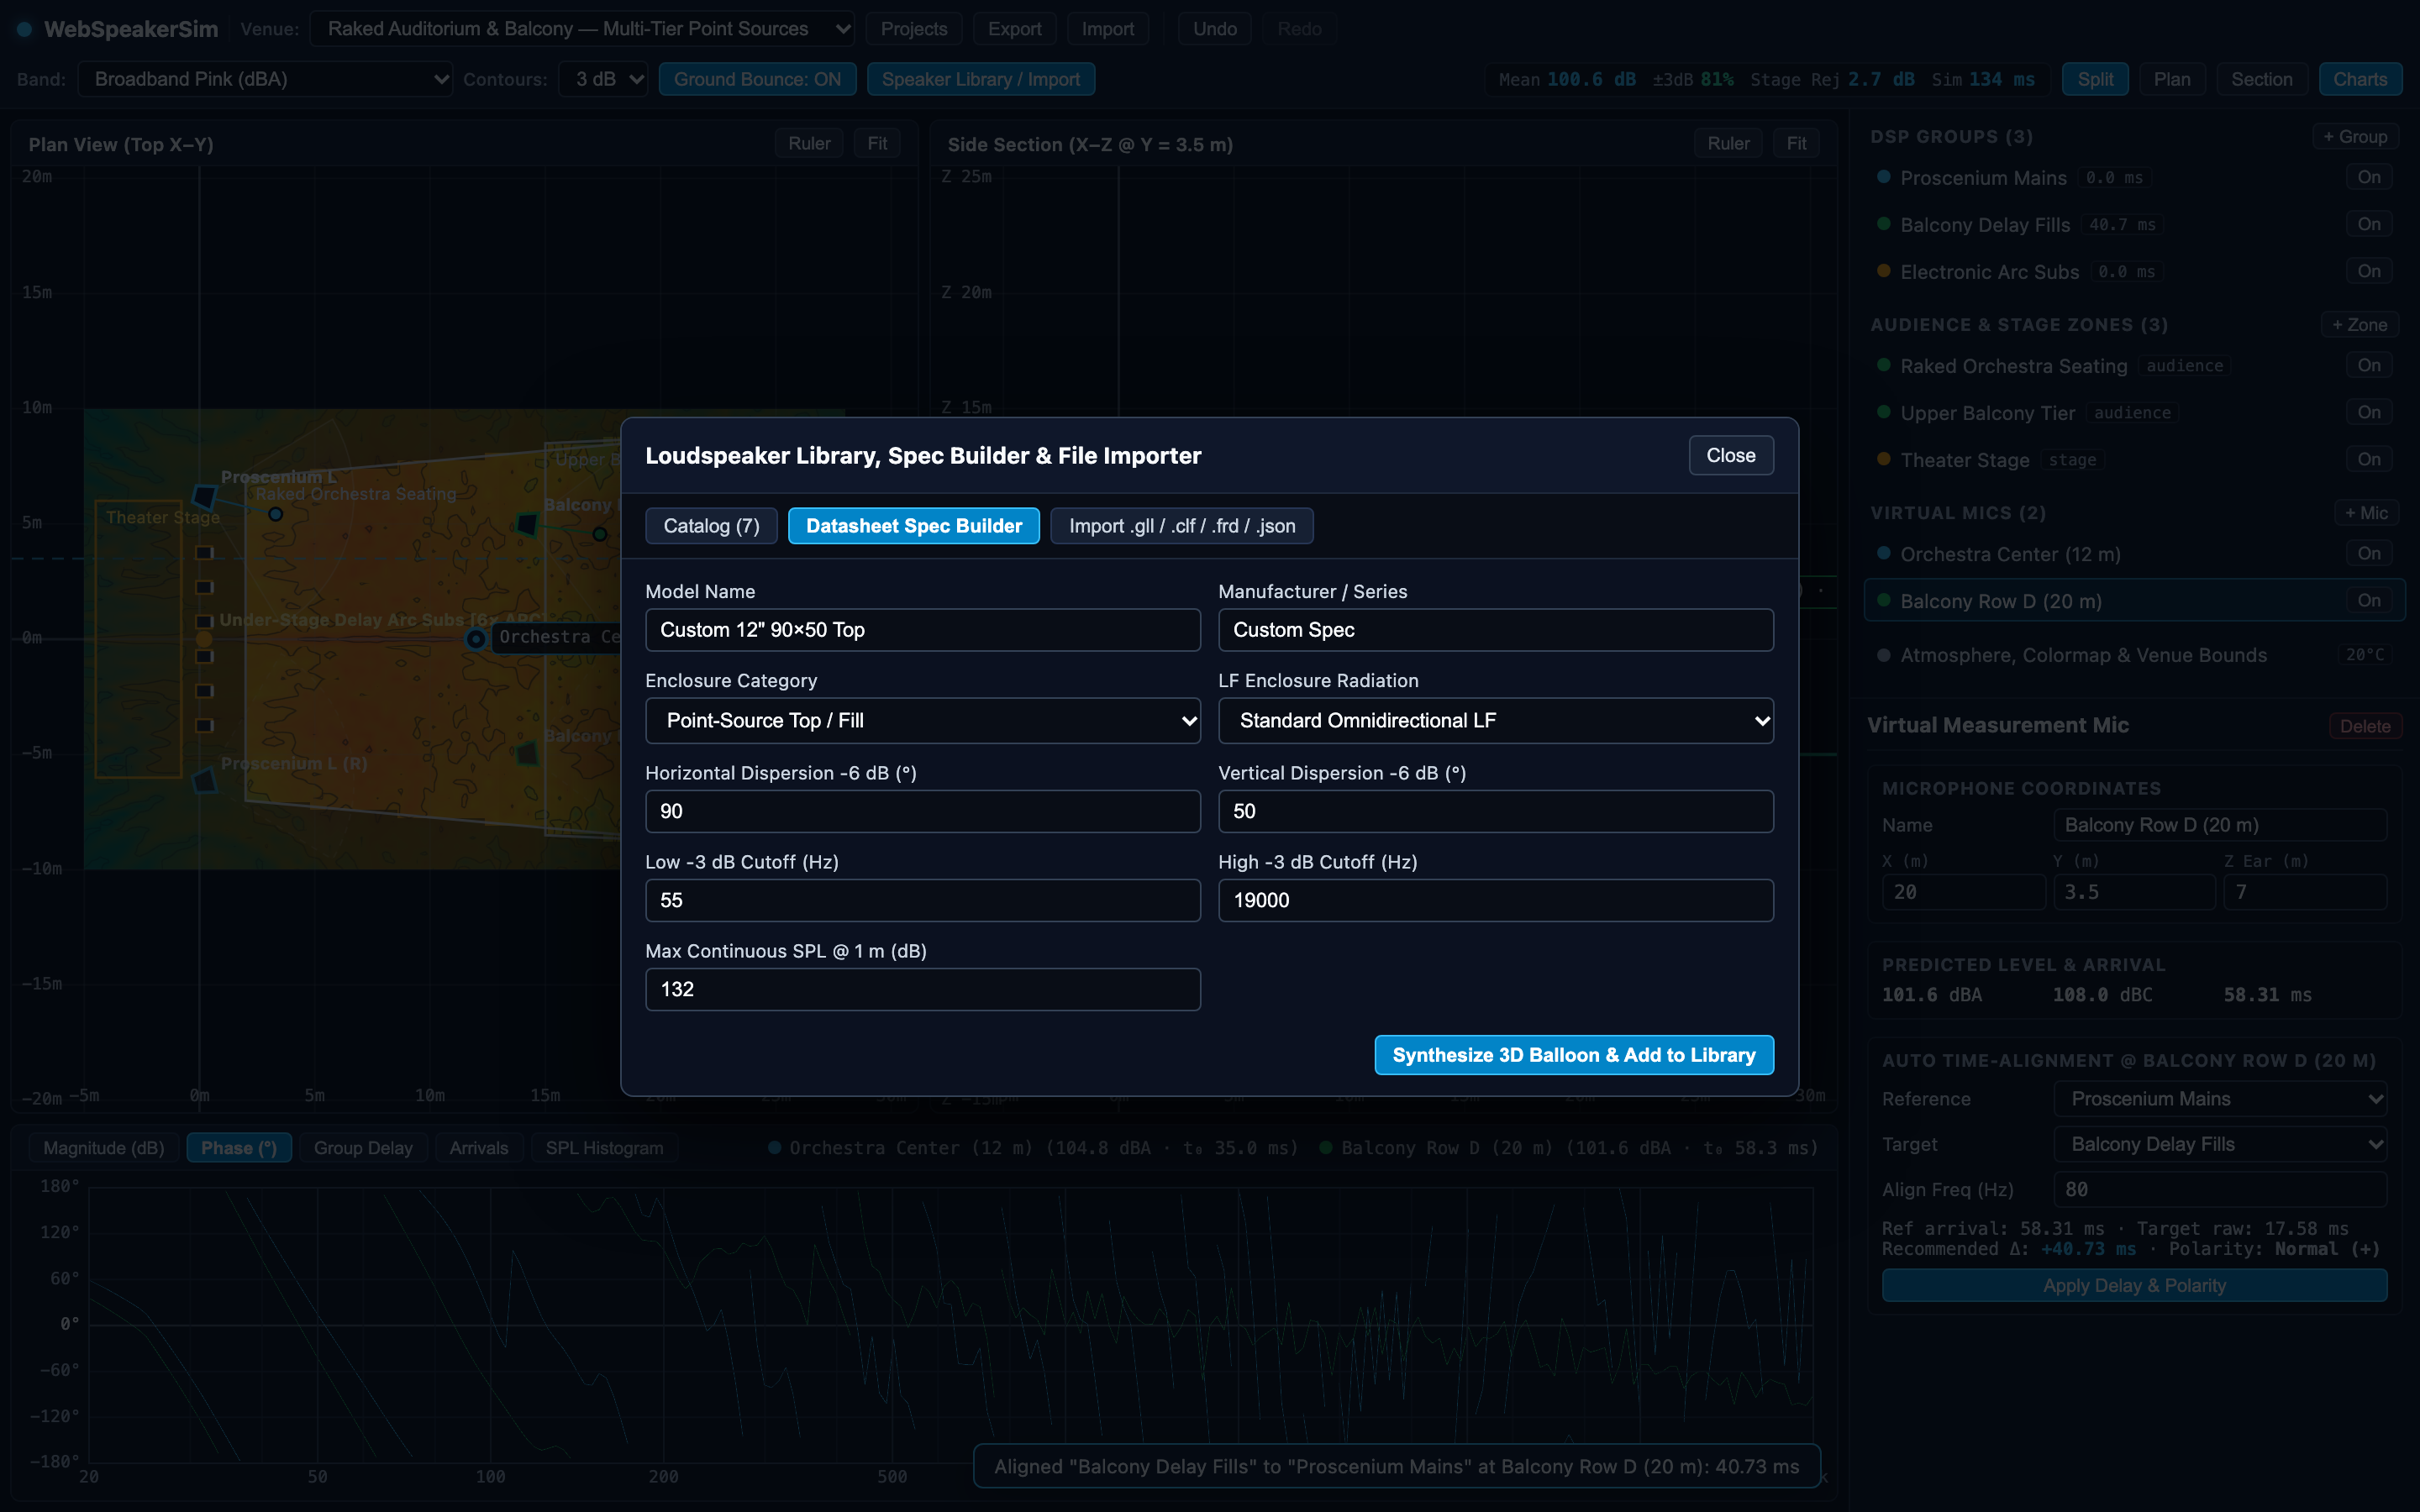 WebSpeakerSim Venue: Raked Auditorium & Balcony — Multi-Tier Point Sources Projects Export Import Undo Redo
Band: Broadband Pink (dBA) Contours: 3 dB Ground Bounce: ON Speaker Library / Import Mean 100.6 dB ±3dB 81% Stage Rej 2.7 dB Sim 134 ms Split Plan Section Charts
Plan View (Top X–Y) Ruler Fit
20m
15m
10m
5m
0m
−5m
−10m
−15m
−20m
−5m 0m 5m 10m 15m
Proscenium L
Raked Orchestra Seating
Theater Stage
Upper B
Balcony
Under-Stage Delay Arc Subs [6× ARC]
Orchestra Ce
Balcony
Proscenium L (R)
Side Section (X–Z @ Y = 3.5 m) Ruler Fit
Z 25m
Z 20m
Z 15m
30m
Loudspeaker Library, Spec Builder & File Importer Close
Catalog (7) Datasheet Spec Builder Import .gll / .clf / .frd / .json
Model Name Manufacturer / Series
Custom 12" 90×50 Top Custom Spec
Enclosure Category LF Enclosure Radiation
Point-Source Top / Fill Standard Omnidirectional LF
Horizontal Dispersion -6 dB (°) Vertical Dispersion -6 dB (°)
90 50
Low -3 dB Cutoff (Hz) High -3 dB Cutoff (Hz)
55 19000
Max Continuous SPL @ 1 m (dB)
132
Synthesize 3D Balloon & Add to Library
Magnitude (dB) Phase (°) Group Delay Arrivals SPL Histogram Orchestra Center (12 m) (104.8 dBA · t₀ 35.0 ms) Balcony Row D (20 m) (101.6 dBA · t₀ 58.3 ms)
180°
120°
60°
0°
−60°
−120°
−180°
20 50 100 200 500
Aligned "Balcony Delay Fills" to "Proscenium Mains" at Balcony Row D (20 m): 40.73 ms
DSP GROUPS (3) + Group
Proscenium Mains 0.0 ms On
Balcony Delay Fills 40.7 ms On
Electronic Arc Subs 0.0 ms On
AUDIENCE & STAGE ZONES (3) + Zone
Raked Orchestra Seating audience On
Upper Balcony Tier audience On
Theater Stage stage On
VIRTUAL MICS (2) + Mic
Orchestra Center (12 m) On
Balcony Row D (20 m) On
Atmosphere, Colormap & Venue Bounds 20°C
Virtual Measurement Mic Delete
MICROPHONE COORDINATES
Name Balcony Row D (20 m)
X (m) Y (m) Z Ear (m)
20 3.5 7
PREDICTED LEVEL & ARRIVAL
101.6 dBA 108.0 dBC 58.31 ms
AUTO TIME-ALIGNMENT @ BALCONY ROW D (20 M)
Reference Proscenium Mains
Target Balcony Delay Fills
Align Freq (Hz) 80
Ref arrival: 58.31 ms · Target raw: 17.58 ms
Recommended Δ: +40.73 ms · Polarity: Normal (+)
Apply Delay & Polarity